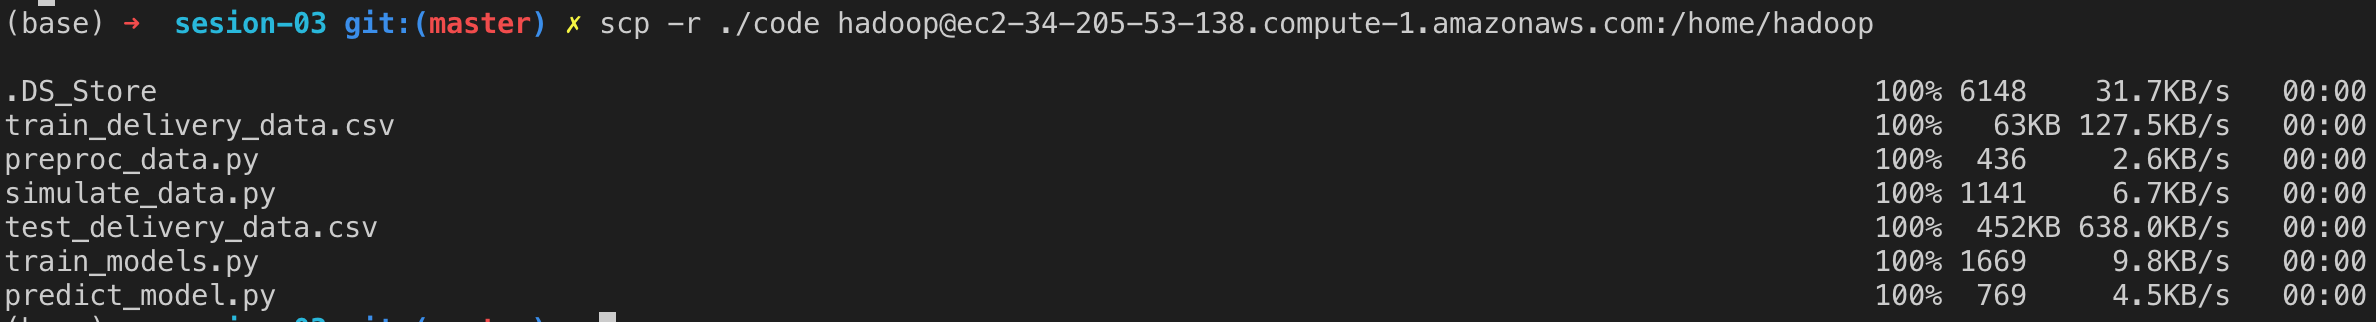 (base) ➜  sesion-03 git:(master) ✗ scp -r ./code hadoop@ec2-34-205-53-138.compute-1.amazonaws.com:/home/hadoop
.DS_Store 100% 6148 31.7KB/s 00:00
train_delivery_data.csv 100% 63KB 127.5KB/s 00:00
preproc_data.py 100% 436 2.6KB/s 00:00
simulate_data.py 100% 1141 6.7KB/s 00:00
test_delivery_data.csv 100% 452KB 638.0KB/s 00:00
train_models.py 100% 1669 9.8KB/s 00:00
predict_model.py 100% 769 4.5KB/s 00:00